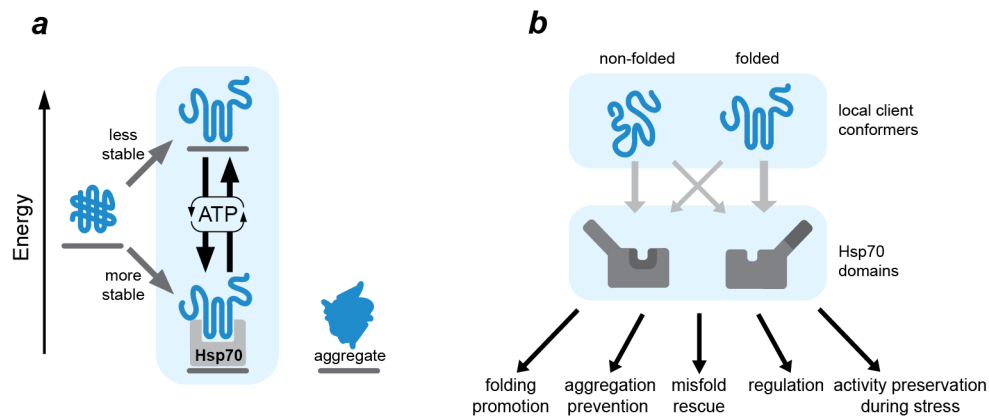 a
Energy
less
stable
more
stable
ATP
Hsp70
aggregate
b
non-folded
folded
local client
conformers
Hsp70
domains
folding
promotion
aggregation
prevention
misfold
rescue
regulation
activity preservation
during stress